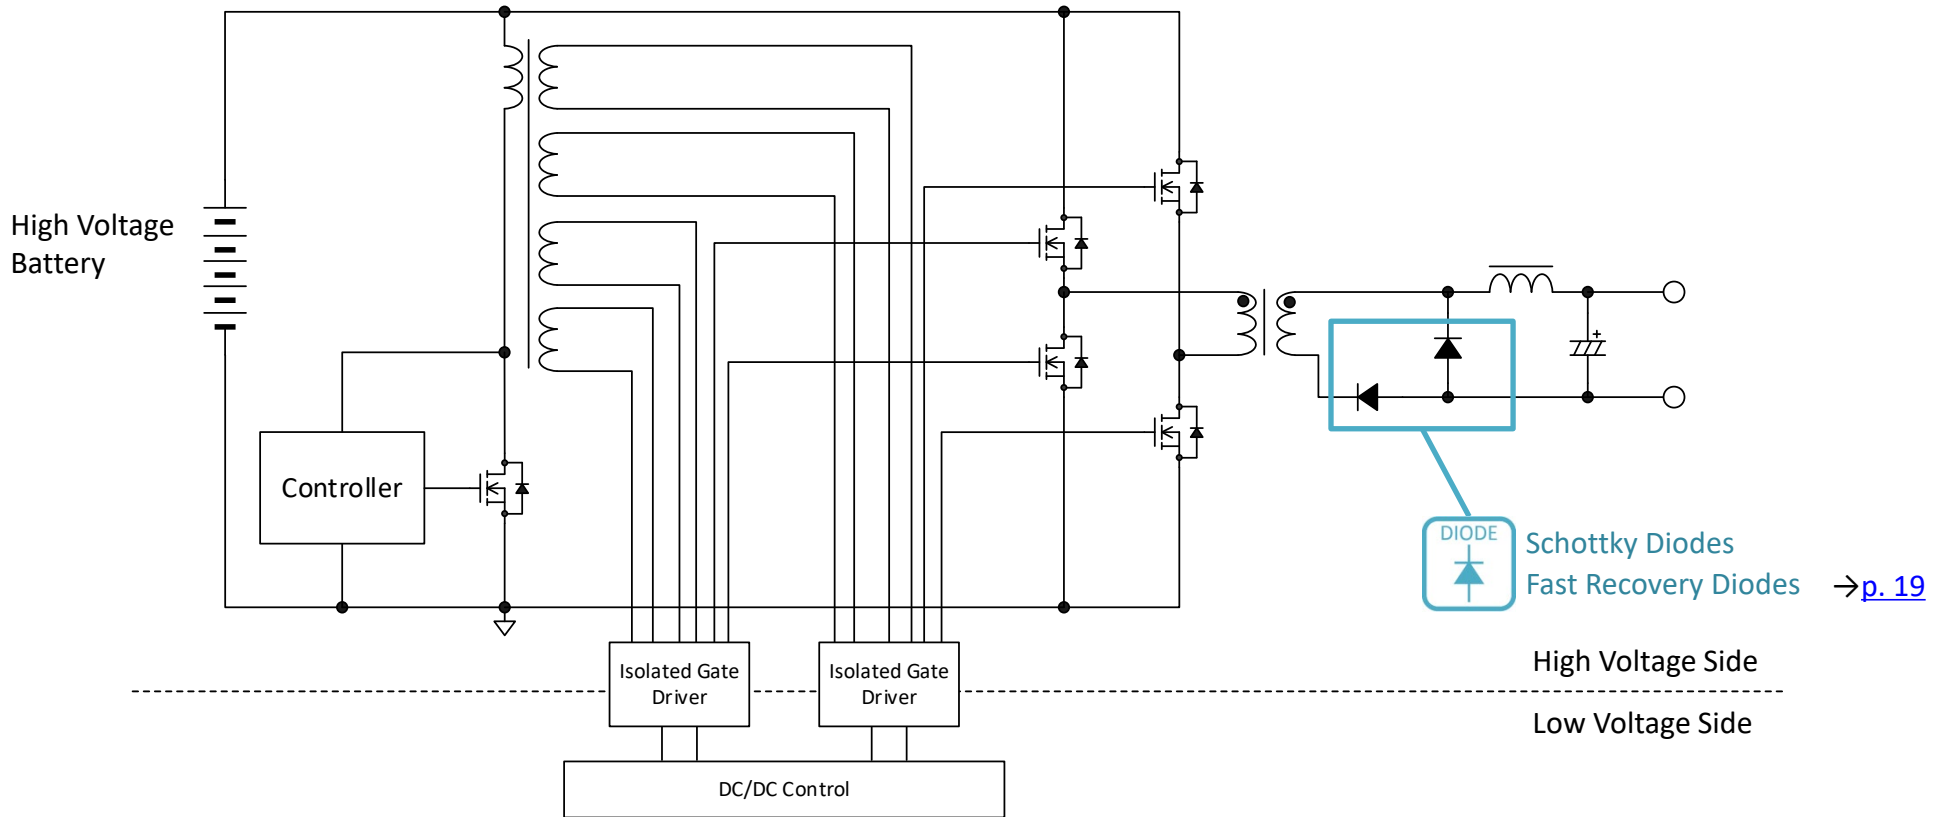 High Voltage
Battery
Controller
+
DIODE
Schottky Diodes
Fast Recovery Diodes →p. 19
High Voltage Side
Isolated Gate
Driver
Isolated Gate
Driver
Low Voltage Side
DC/DC Control